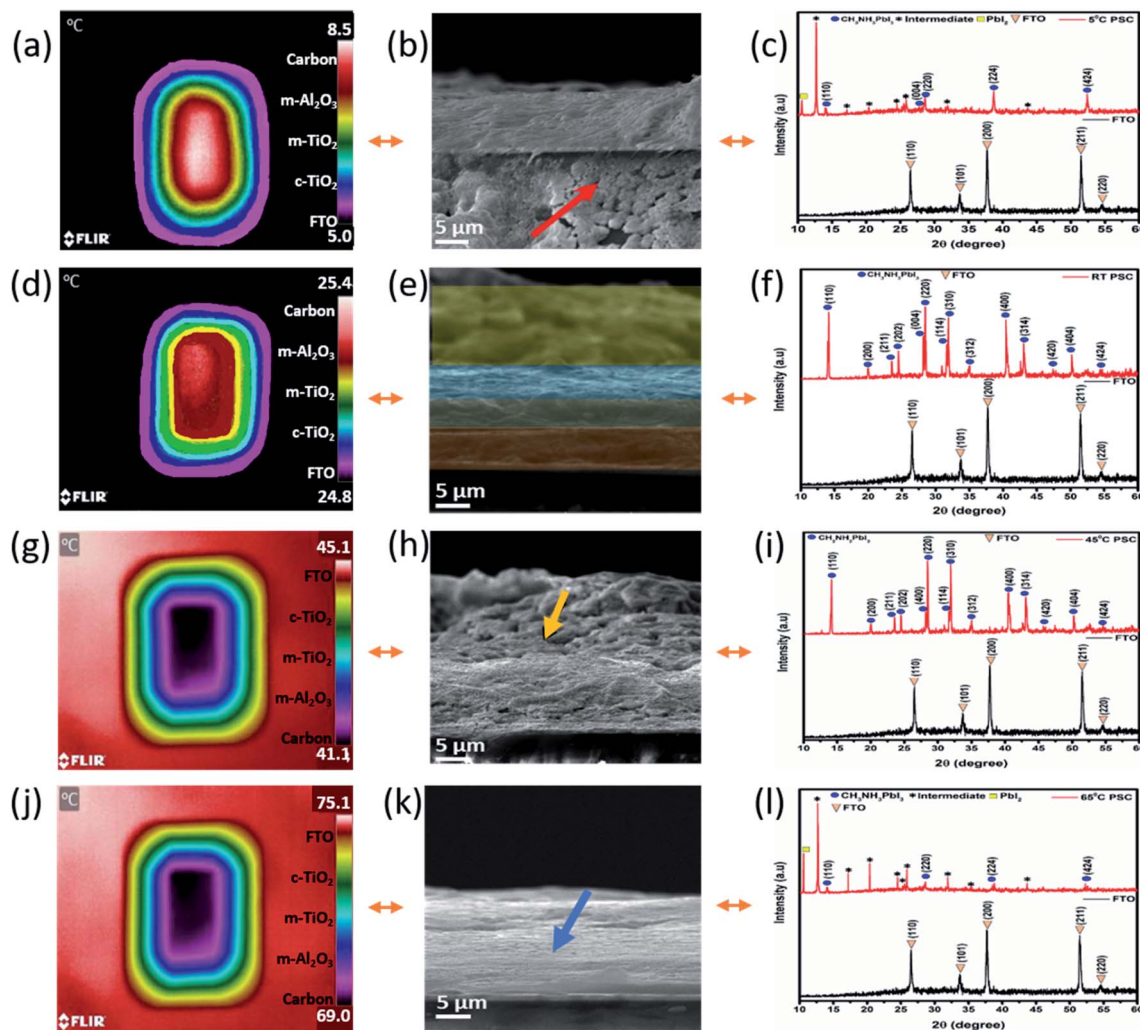 (a)
ºC
8.5
Carbon
m-Al₂O₃
m-TiO₂
c-TiO₂
FTO
5.0
FLIR
(b)
5 μm
(c)
CH₃NH₃PbI₃ * Intermediate PbI₂ FTO 5°C PSC
*
(110)
*
*
*
*
(004)
(220)
*
(224)
*
(424)
FTO
(110)
(101)
(200)
(211)
(220)
Intensity (a.u)
10 15 20 25 30 35 40 45 50 55 60
2θ (degree)
(d)
ºC
25.4
Carbon
m-Al₂O₃
m-TiO₂
c-TiO₂
FTO
24.8
FLIR
(e)
5 μm
(f)
CH₃NH₃PbI₃ FTO RT PSC
(110)
(200)
(211)
(202)
(004)
(220)
(114)
(310)
(312)
(400)
(314)
(420)
(404)
(424)
FTO
(110)
(101)
(200)
(211)
(220)
Intensity (a.u)
10 15 20 25 30 35 40 45 50 55 60
2θ (degree)
(g)
ºC
45.1
FTO
c-TiO₂
m-TiO₂
m-Al₂O₃
Carbon
41.1
FLIR
(h)
5 μm
(i)
CH₃NH₃PbI₃ FTO 45°C PSC
(110)
(200)
(211)
(202)
(400)
(220)
(114)
(310)
(312)
(400)
(314)
(420)
(404)
(424)
FTO
(110)
(101)
(200)
(211)
(220)
Intensity (a.u)
10 15 20 25 30 35 40 45 50 55 60
2θ (degree)
(j)
ºC
75.1
FTO
c-TiO₂
m-TiO₂
m-Al₂O₃
Carbon
69.0
FLIR
(k)
5 μm
(l)
CH₃NH₃PbI₃ * Intermediate PbI₂ 65°C PSC
FTO
*
(110)
*
*
*
*
*
(220)
*
*
(224)
*
(424)
FTO
(110)
(101)
(200)
(211)
(220)
Intensity (a.u)
10 15 20 25 30 35 40 45 50 55 60
2θ (degree)